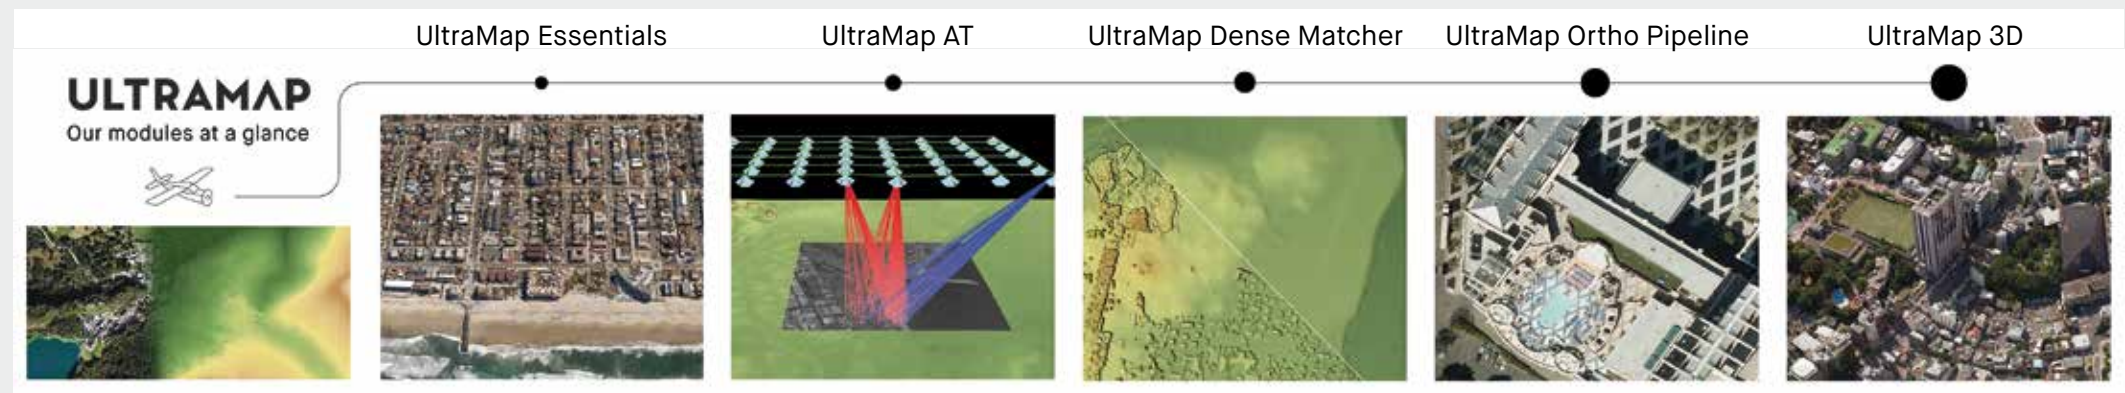 UltraMap Essentials
UltraMap AT
UltraMap Dense Matcher
UltraMap Ortho Pipeline
UltraMap 3D
ULTRAMAP
Our modules at a glance